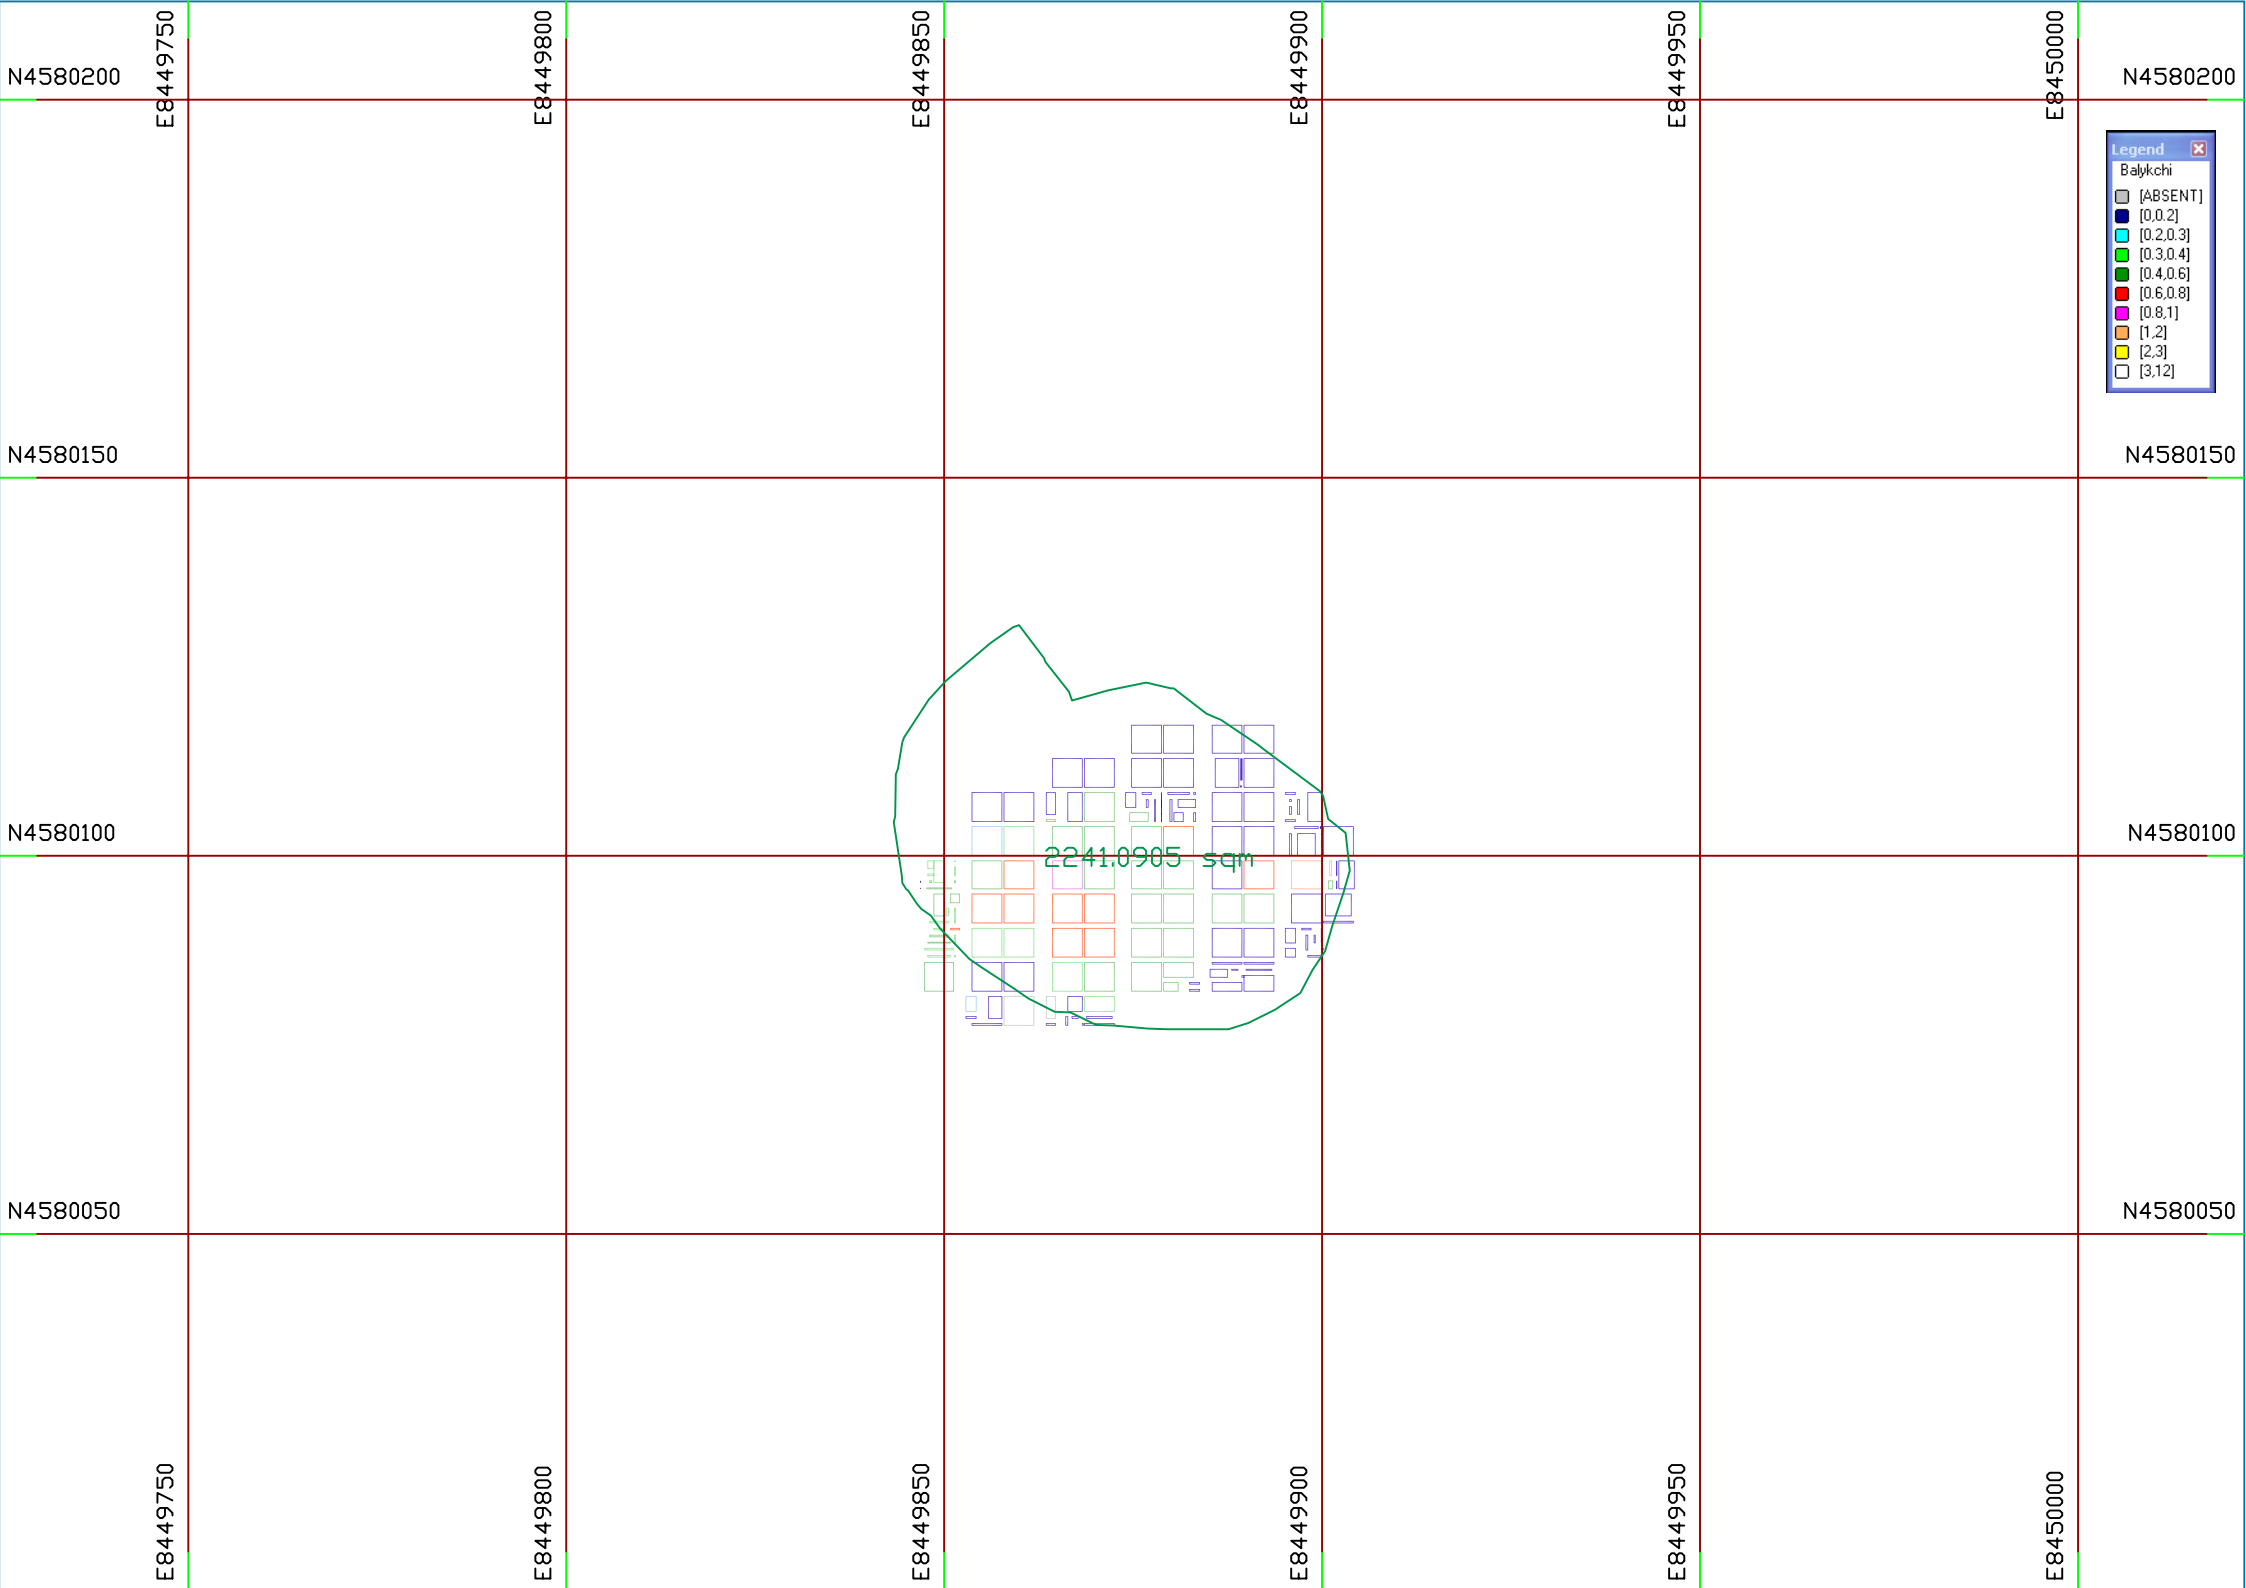 E8449750
E8449800
E8449850
E8449900
E8449950
E8450000
N4580200
N4580200
Legend
Balykchi
[ABSENT]
[0,0.2]
[0.2,0.3]
[0.3,0.4]
[0.4,0.6]
[0.6,0.8]
[0.8,1]
[1,2]
[2,3]
[3,12]
N4580150
N4580150
N4580100
N4580100
2241.0905 sqm
N4580050
N4580050
E8449750
E8449800
E8449850
E8449900
E8449950
E8450000